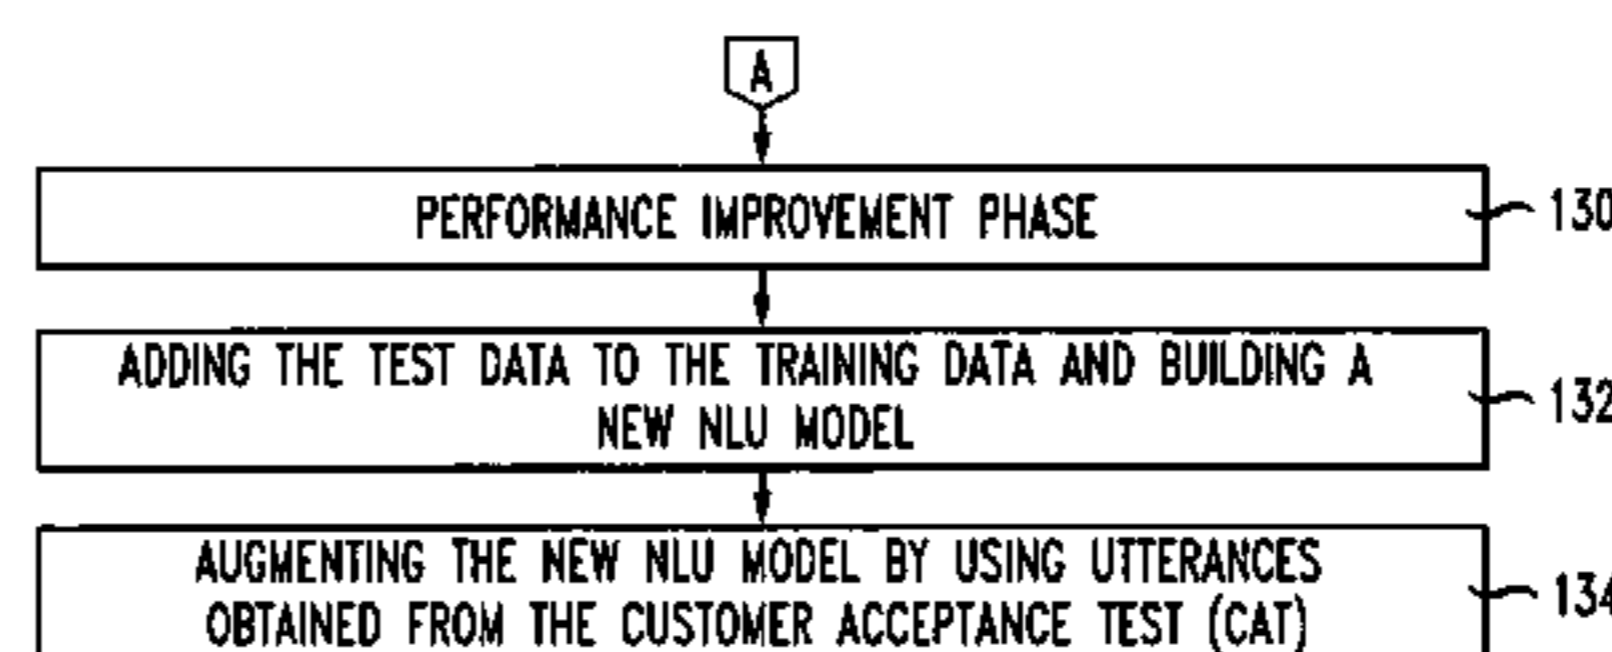 A
PERFORMANCE IMPROVEMENT PHASE
130
ADDING THE TEST DATA TO THE TRAINING DATA AND BUILDING A
NEW NLU MODEL
132
AUGMENTING THE NEW NLU MODEL BY USING UTTERANCES
OBTAINED FROM THE CUSTOMER ACCEPTANCE TEST (CAT)
134